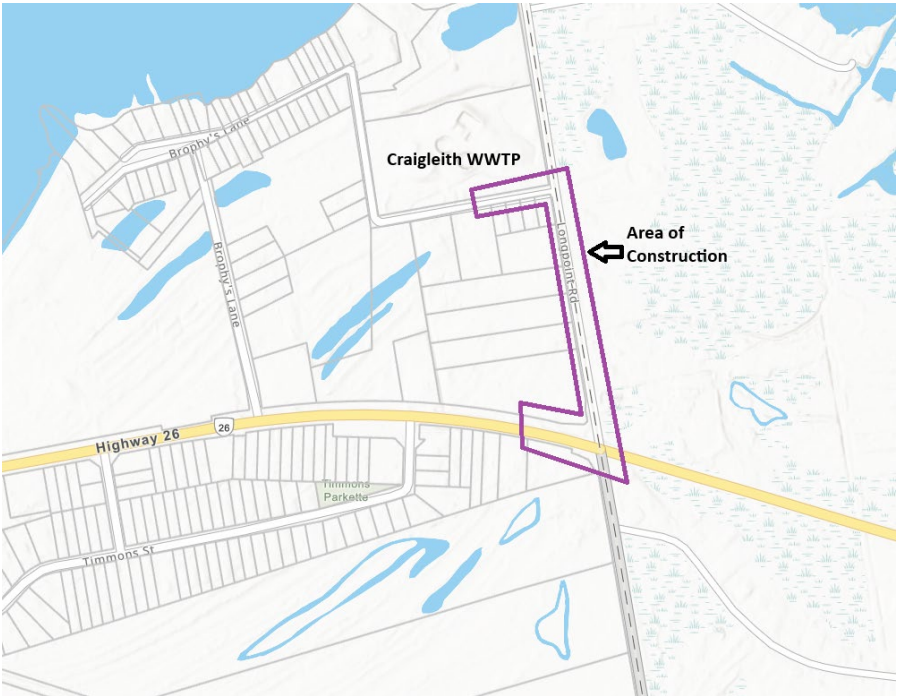 Brophy's Lane
Craigleith WWTP
Area of
Construction
Longpoint Rd
Brophy's Lane
Highway 26
26
Timmons
Parkette
Timmons St